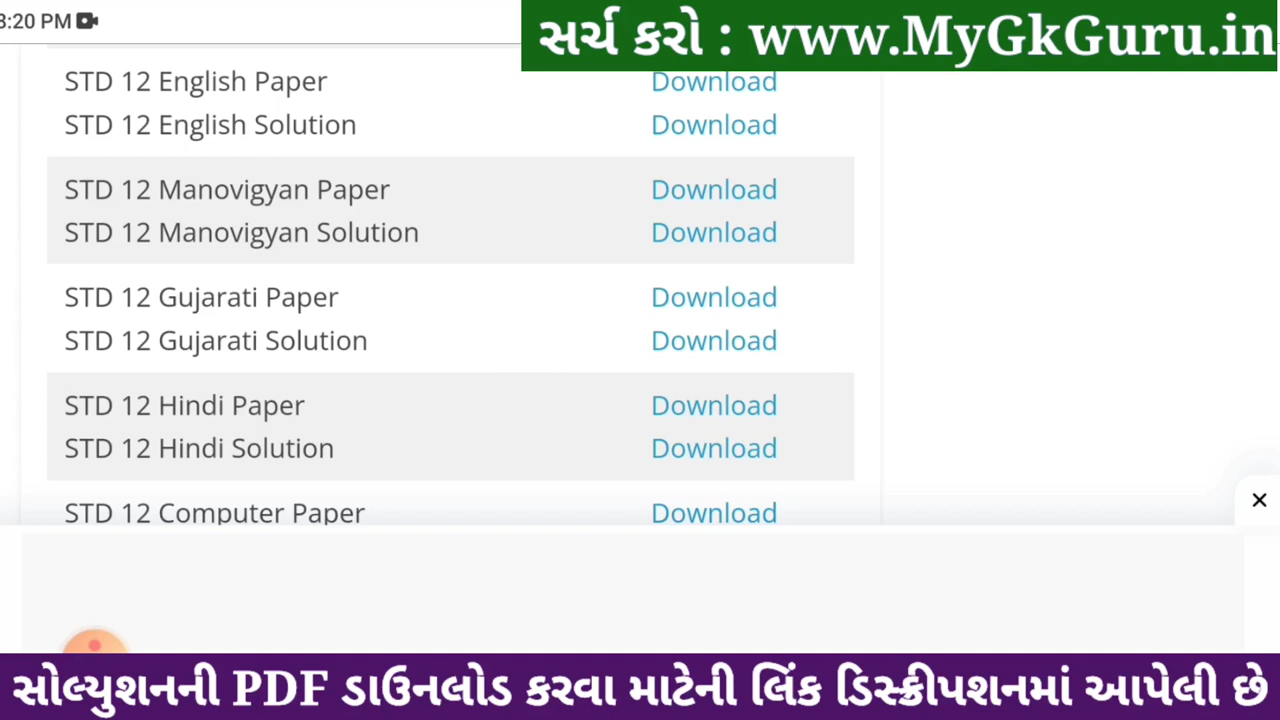 3:20 PM
સર્ચ કરો : www.MyGkGuru.in
STD 12 English Paper Download
STD 12 English Solution Download
STD 12 Manovigyan Paper Download
STD 12 Manovigyan Solution Download
STD 12 Gujarati Paper Download
STD 12 Gujarati Solution Download
STD 12 Hindi Paper Download
STD 12 Hindi Solution Download
STD 12 Computer Paper Download
સોલ્યુશનની PDF ડાઉનલોડ કરવા માટેની લિંક ડિસ્ક્રીપશનમાં આપેલી છે